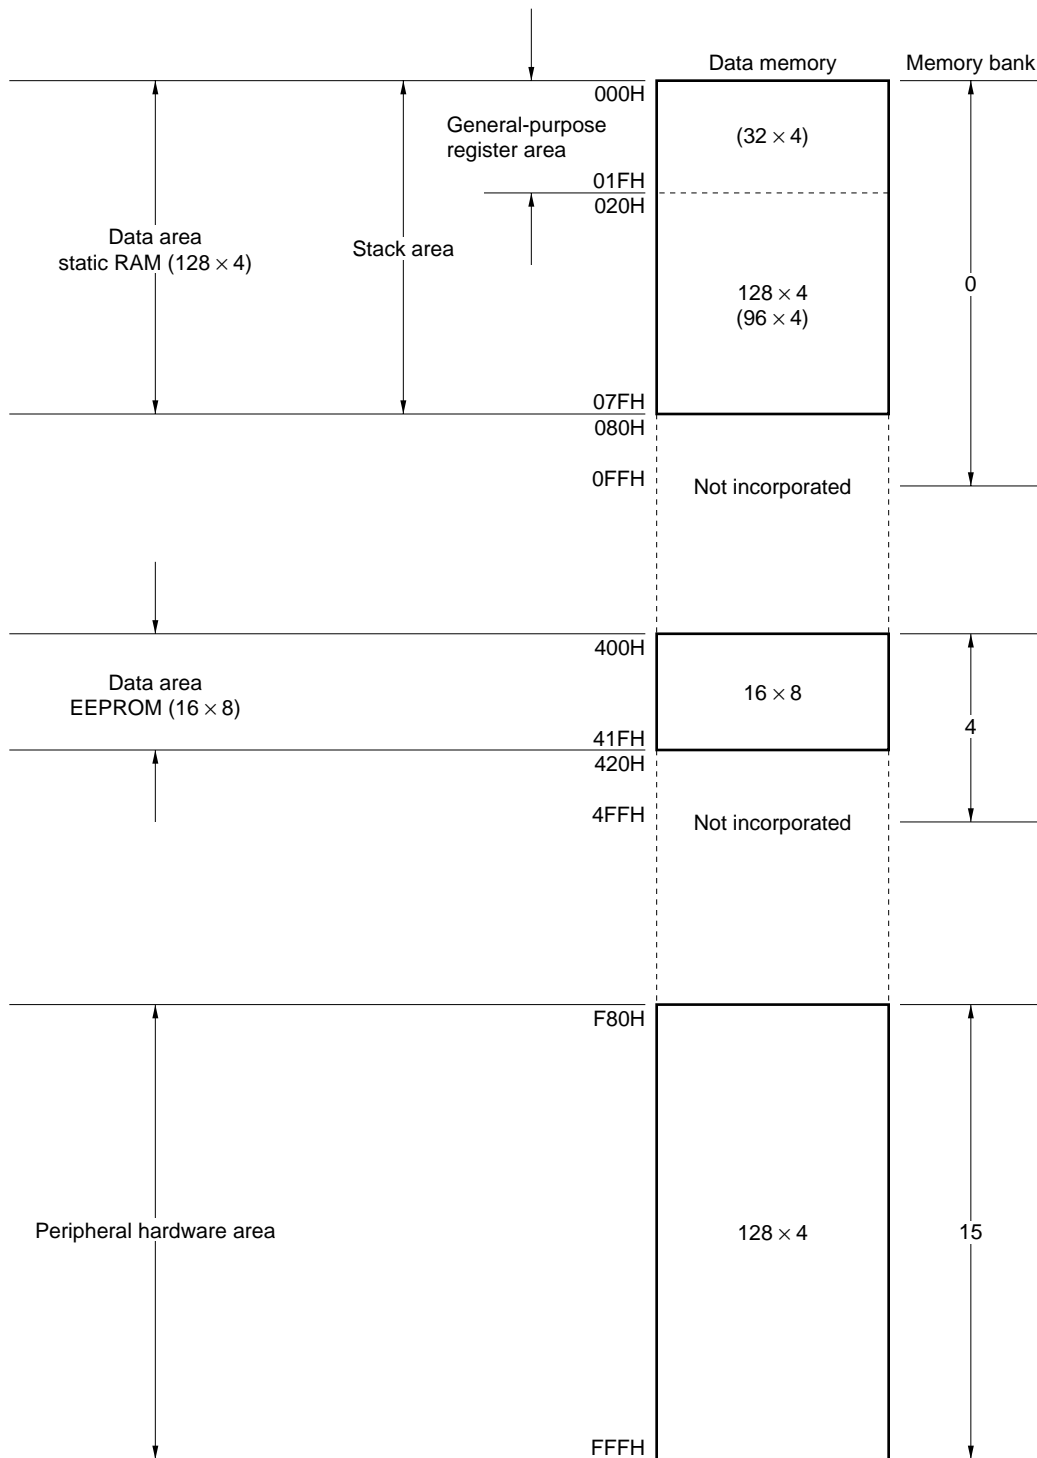 Data memory
Memory bank
000H
General-purpose
register area
(32 × 4)
01FH
020H
Data area
static RAM (128 × 4)
Stack area
128 × 4
(96 × 4)
0
07FH
080H
0FFH
Not incorporated
400H
Data area
EEPROM (16 × 8)
16 × 8
4
41FH
420H
4FFH
Not incorporated
F80H
Peripheral hardware area
128 × 4
15
FFFH